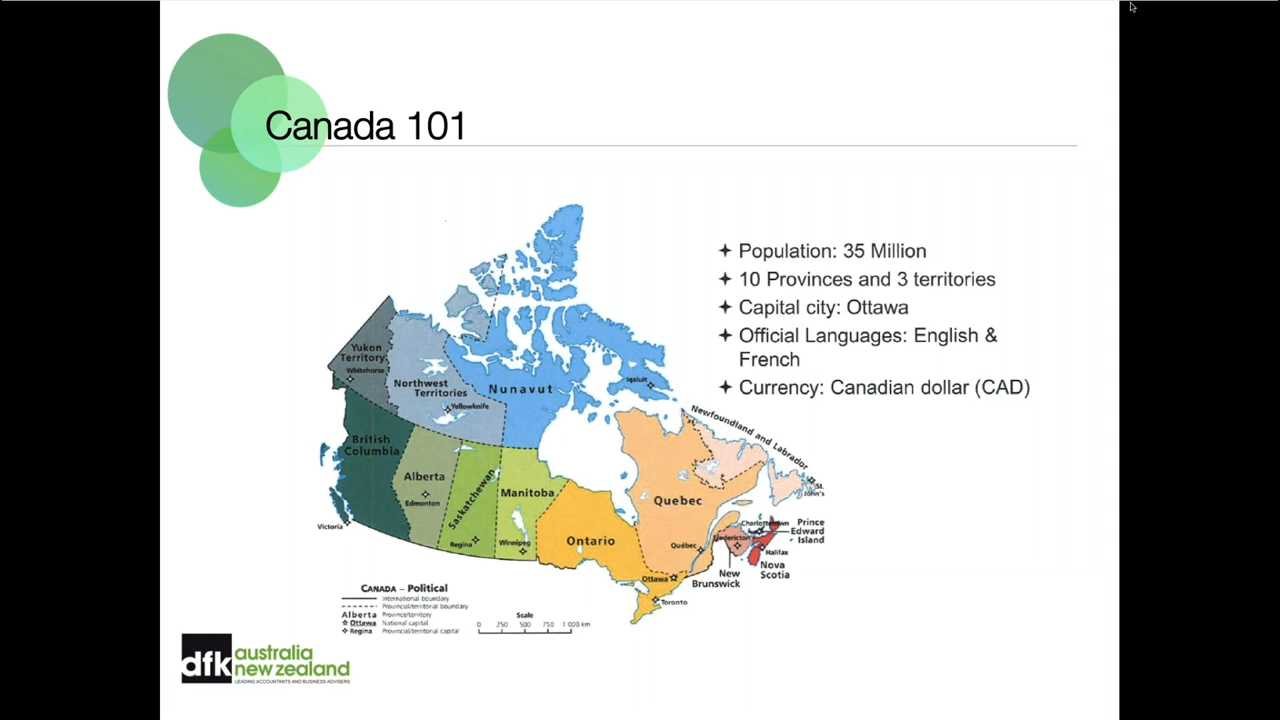 Canada 101
Population: 35 Million
10 Provinces and 3 territories
Capital city: Ottawa
Official Languages: English &
French
Currency: Canadian dollar (CAD)
Yukon
Territory
Whitehorse
Northwest
Territories
Yellowknife
Nunavut
Iqaluit
Newfoundland and Labrador
St.
John's
British
Columbia
Victoria
Alberta
Edmonton
Saskatchewan
Regina
Manitoba
Winnipeg
Ontario
Quebec
Québec
Ottawa
Toronto
Charlottetown
Prince
Edward
Island
Fredericton
Halifax
Nova
Scotia
New
Brunswick
CANADA – Political
International boundary
Provincial/territorial boundary
Alberta Province/territory
Ottawa National capital
Regina Provincial/territorial capital
Scale
0 250 500 750 1 000 km
dfk australia
new zealand
LEADING ACCOUNTANTS AND BUSINESS ADVISERS